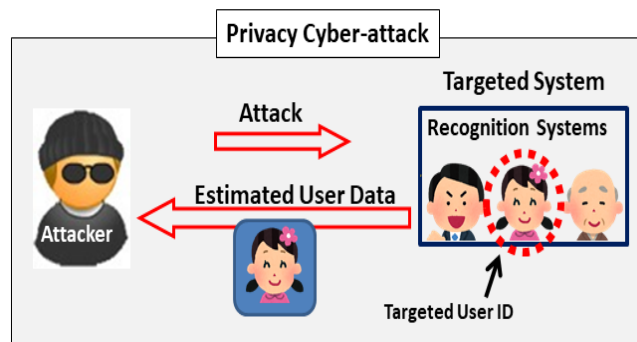 Privacy Cyber-attack
Targeted System
Attack
Recognition Systems
Estimated User Data
Attacker
Targeted User ID